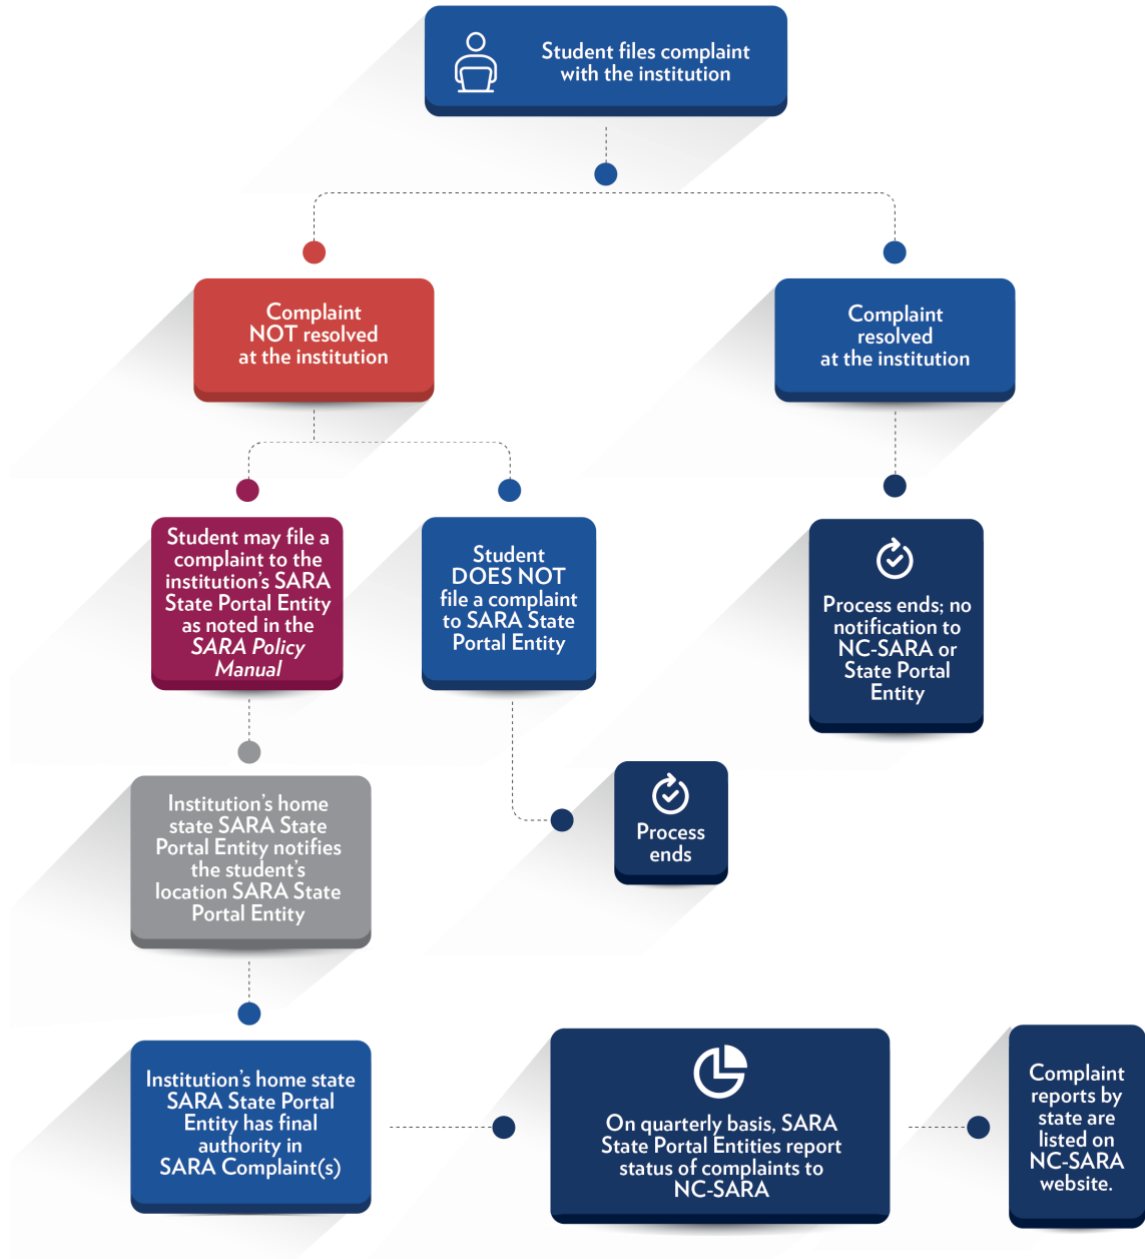 Student files complaint
with the institution
Complaint
NOT resolved
at the institution
Complaint
resolved
at the institution
Student may file a
complaint to the
institution's SARA
State Portal Entity
as noted in the
SARA Policy
Manual
Student
DOES NOT
file a complaint
to SARA State
Portal Entity
Process ends; no
notification to
NC-SARA or
State Portal
Entity
Process
ends
Institution's home
state SARA State
Portal Entity notifies
the student's
location SARA State
Portal Entity
Institution's home state
SARA State Portal
Entity has final
authority in
SARA Complaint(s)
On quarterly basis, SARA
State Portal Entities report
status of complaints to
NC-SARA
Complaint
reports by
state are
listed on
NC-SARA
website.